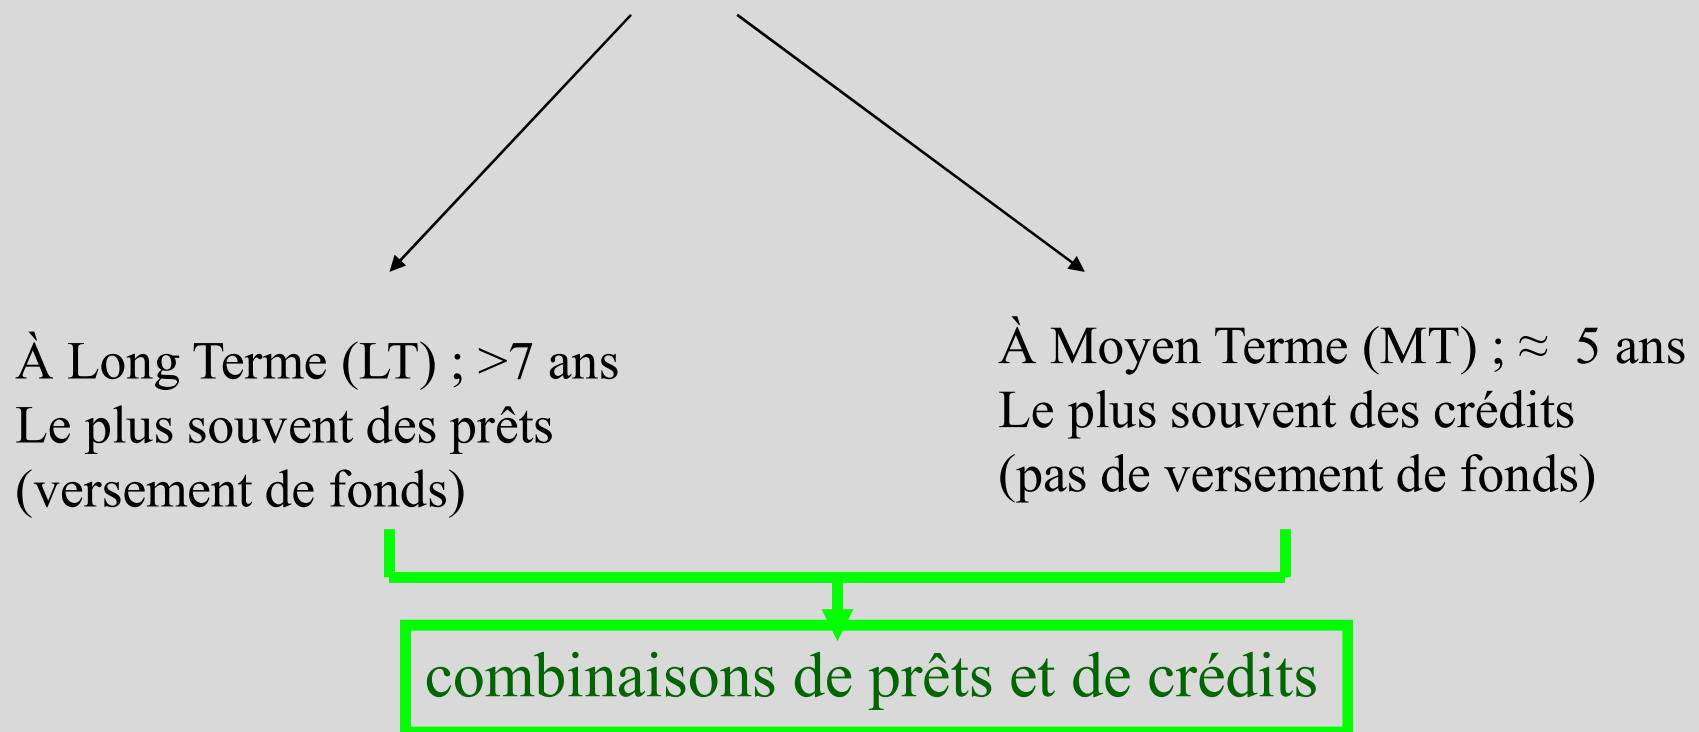 À Long Terme (LT) ; >7 ans
Le plus souvent des prêts
(versement de fonds)
À Moyen Terme (MT) ; ≈ 5 ans
Le plus souvent des crédits
(pas de versement de fonds)
combinaisons de prêts et de crédits